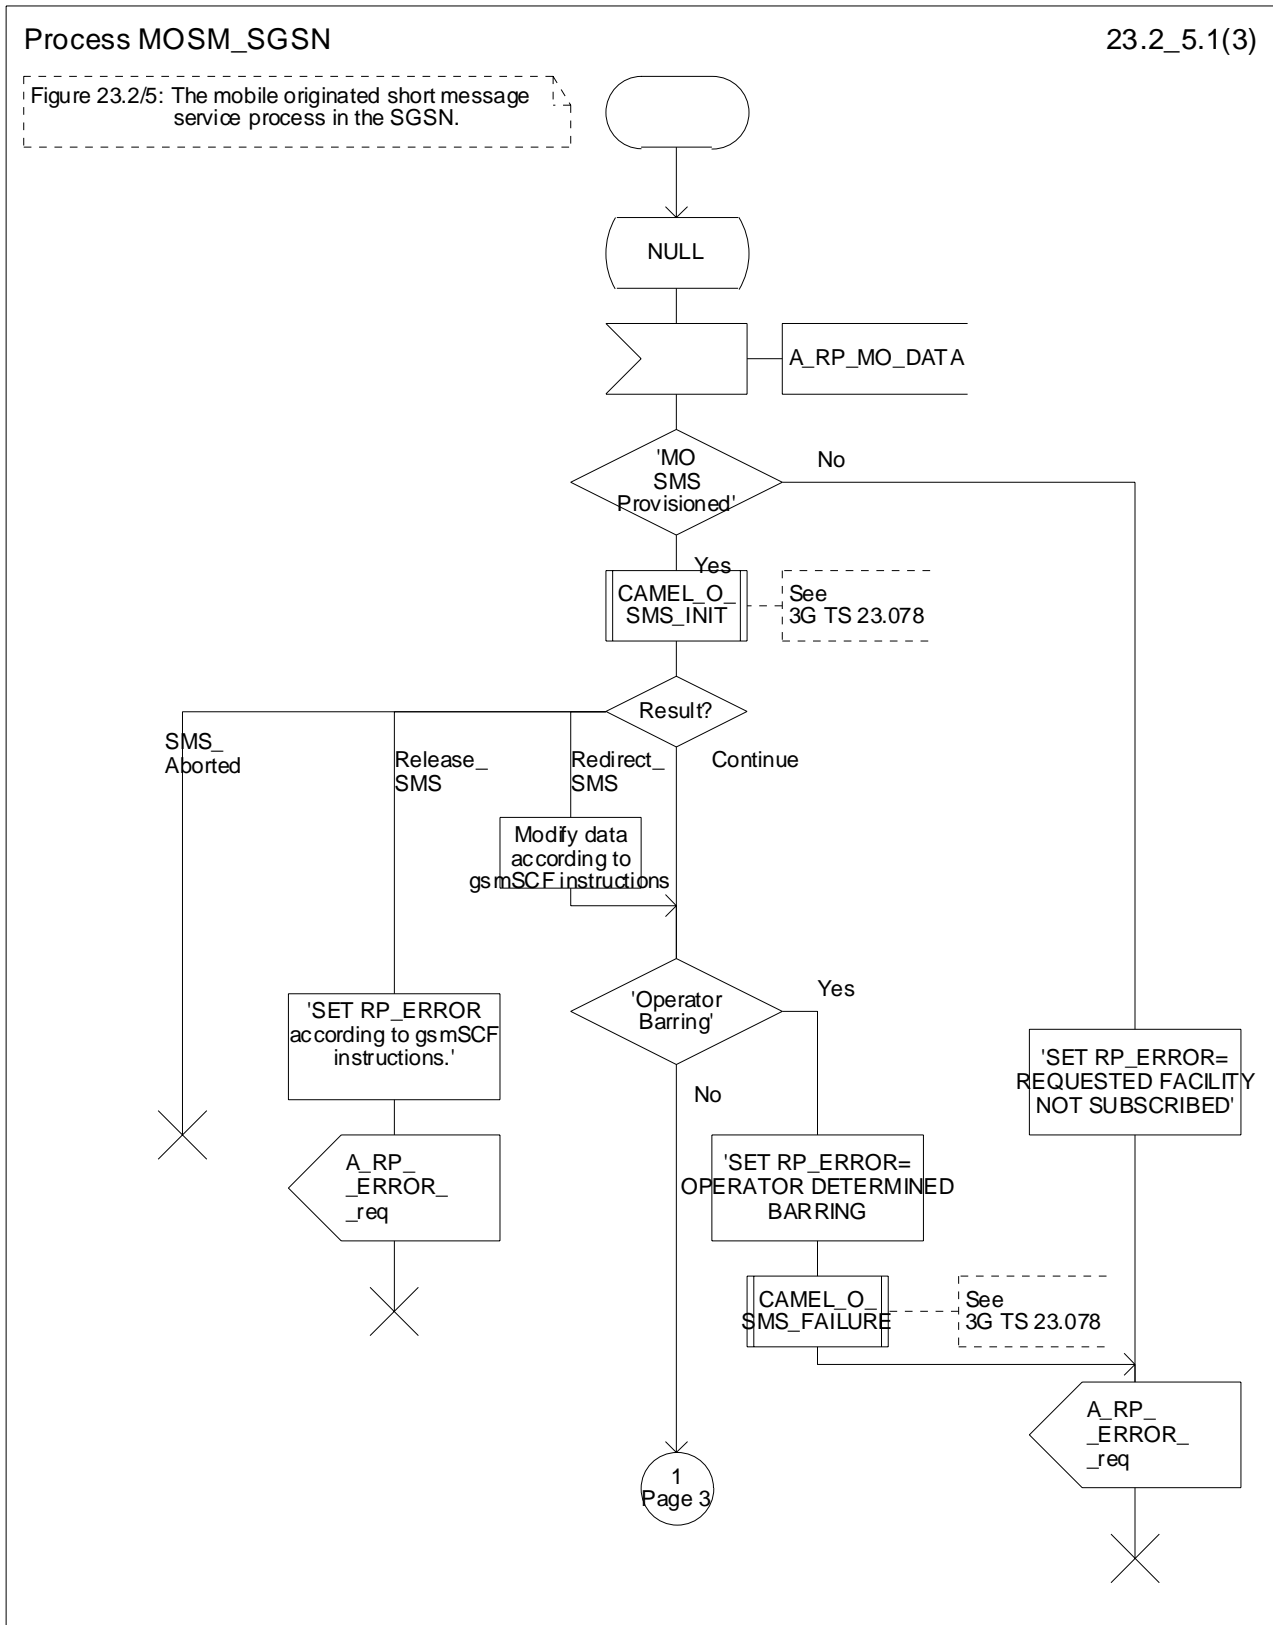 Process MOSM_SGSN
23.2_5.1(3)
Figure 23.2/5: The mobile originated short message
service process in the SGSN.
NULL
A_RP_MO_DATA
'MO
SMS
Provisioned'
No
Yes
CAMEL_O_
SMS_INIT
See
3G TS 23.078
Result?
SMS_
Aborted
Release_
SMS
Redirect_
SMS
Continue
Modify data
according to
gsmSCF instructions
'Operator
Barring'
Yes
No
'SET RP_ERROR
according to gsmSCF
instructions.'
'SET RP_ERROR=
REQUESTED FACILITY
NOT SUBSCRIBED'
A_RP_
_ERROR_
_req
'SET RP_ERROR=
OPERATOR DETERMINED
BARRING
CAMEL_O_
SMS_FAILURE
See
3G TS 23.078
A_RP_
_ERROR_
_req
1
Page 3